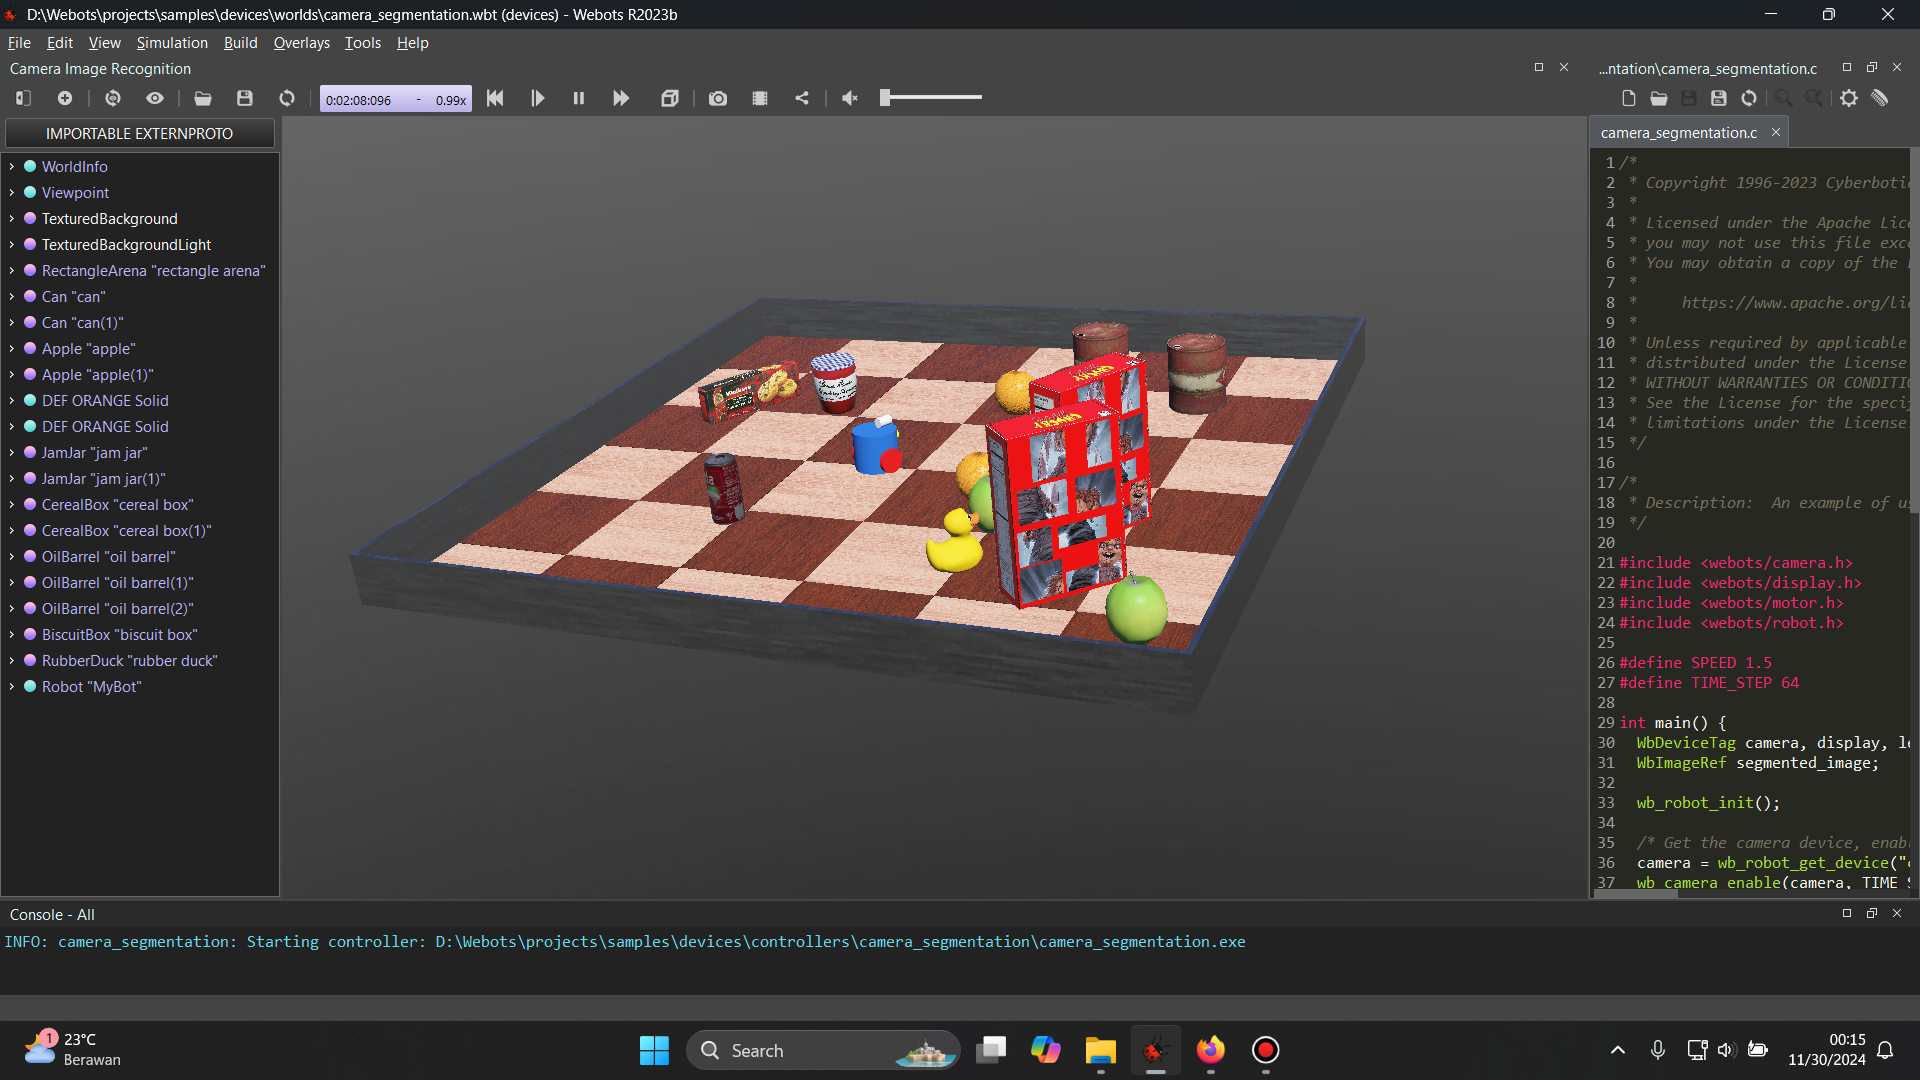 D:\Webots\projects\samples\devices\worlds\camera_segmentation.wbt (devices) - Webots R2023b
File Edit View Simulation Build Overlays Tools Help
Camera Image Recognition
0:02:08:096 - 0.99x
IMPORTABLE EXTERNPROTO
WorldInfo
Viewpoint
TexturedBackground
TexturedBackgroundLight
RectangleArena "rectangle arena"
Can "can"
Can "can(1)"
Apple "apple"
Apple "apple(1)"
DEF ORANGE Solid
DEF ORANGE Solid
JamJar "jam jar"
JamJar "jam jar(1)"
CerealBox "cereal box"
CerealBox "cereal box(1)"
OilBarrel "oil barrel"
OilBarrel "oil barrel(1)"
OilBarrel "oil barrel(2)"
BiscuitBox "biscuit box"
RubberDuck "rubber duck"
Robot "MyBot"
...ntation\camera_segmentation.c
camera_segmentation.c
1 /*
2 * Copyright 1996-2023 Cyberbotic
3 *
4 * Licensed under the Apache Lice
5 * you may not use this file exce
6 * You may obtain a copy of the L
7 *
8 * https://www.apache.org/lic
9 *
10 * Unless required by applicable
11 * distributed under the License
12 * WITHOUT WARRANTIES OR CONDITIO
13 * See the License for the specif
14 * limitations under the License.
15 */
16
17 /*
18 * Description: An example of us
19 */
20
21 #include <webots/camera.h>
22 #include <webots/display.h>
23 #include <webots/motor.h>
24 #include <webots/robot.h>
25
26 #define SPEED 1.5
27 #define TIME_STEP 64
28
29 int main() {
30 WbDeviceTag camera, display, le
31 WbImageRef segmented_image;
32
33 wb_robot_init();
34
35 /* Get the camera device, enab
36 camera = wb_robot_get_device("c
37 wb_camera_enable(camera, TIME_S
Console - All
INFO: camera_segmentation: Starting controller: D:\Webots\projects\samples\devices\controllers\camera_segmentation\camera_segmentation.exe
1
23°C
Berawan
Search
00:15
11/30/2024